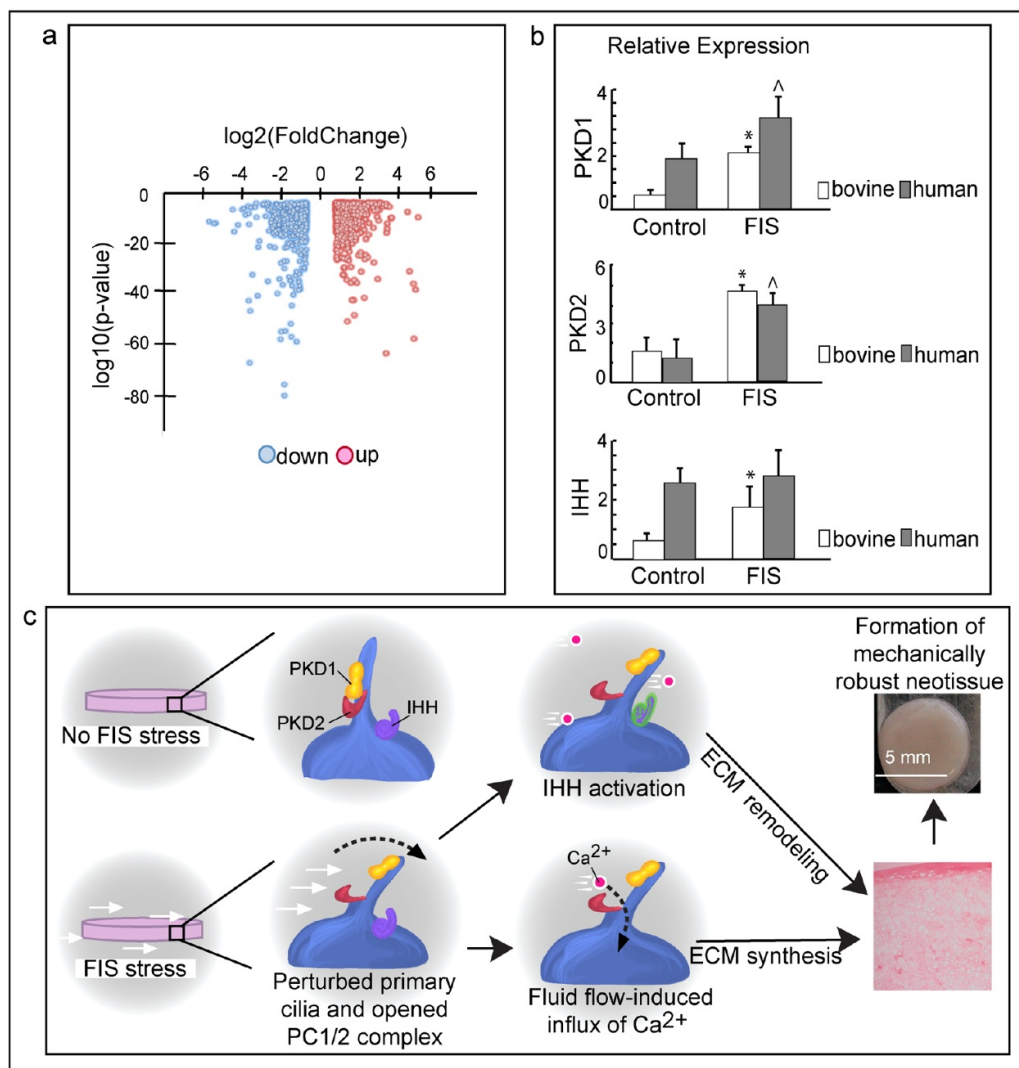 a
log2(FoldChange)
-6 -4 -2 0 2 4 6
0
-20
-40
-60
-80
log10(p-value)
down up
b
Relative Expression
PKD1
4
2
0
^
*
Control FIS
bovine human
PKD2
6
3
0
*
^
Control FIS
bovine human
IHH
4
2
0
*
Control FIS
bovine human
c
No FIS stress
PKD1
PKD2
IHH
IHH activation
ECM remodeling
Formation of
mechanically
robust neotissue
5 mm
FIS stress
Perturbed primary
cilia and opened
PC1/2 complex
Ca2+
Fluid flow-induced
influx of Ca2+
ECM synthesis